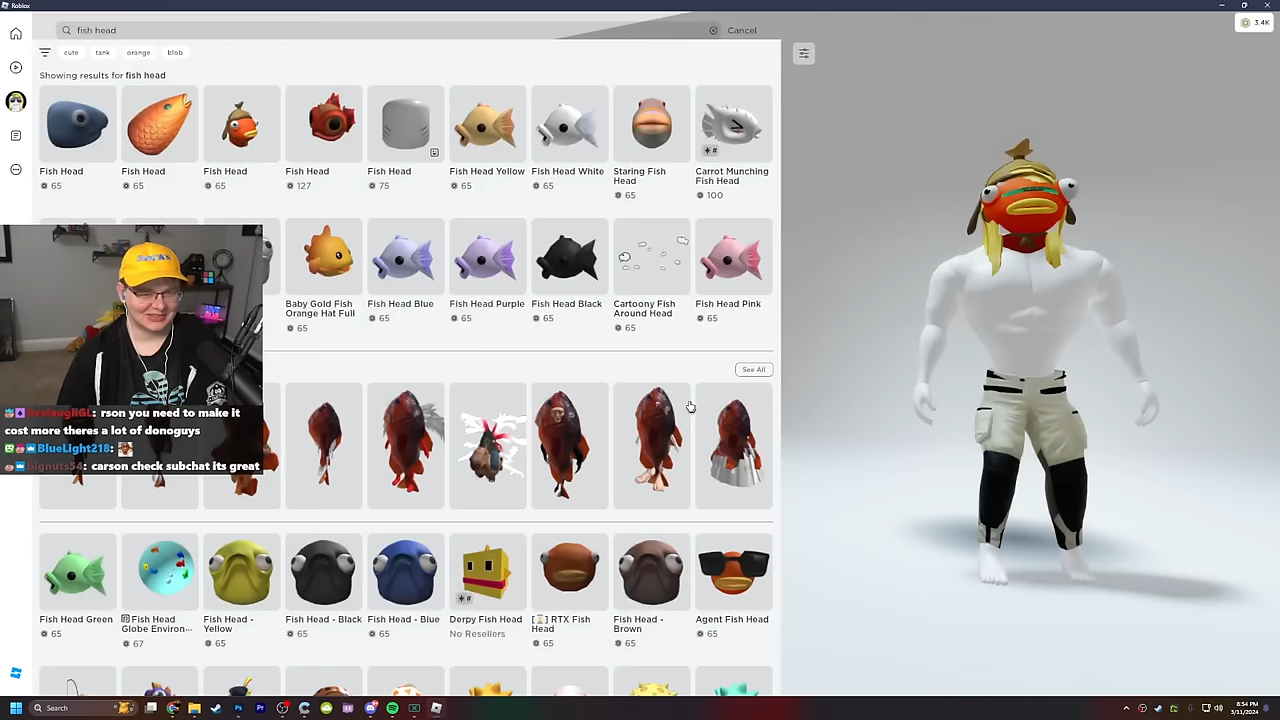 Roblox
3.4K
fish head
Cancel
cute tank orange blob
Showing results for fish head
Fish Head
65
Fish Head
65
Fish Head
65
Fish Head
127
Fish Head
75
Fish Head Yellow
65
Fish Head White
65
Staring Fish
Head
65
Carrot Munching
Fish Head
100
Baby Gold Fish
Orange Hat Full
65
Fish Head Blue
65
Fish Head Purple
65
Fish Head Black
65
Cartoony Fish
Around Head
65
Fish Head Pink
65
See All
rson you need to make it
cost more theres a lot of donoguys
BlueLight218:
bignuts54: carson check subchat its great
Fish Head Green
65
Fish Head
Globe Environ...
67
Fish Head -
Yellow
65
Fish Head - Black
65
Fish Head - Blue
65
Derpy Fish Head
No Resellers
[⌛] RTX Fish
Head
65
Fish Head -
Brown
65
Agent Fish Head
65
Search
8:54 PM
3/11/2024